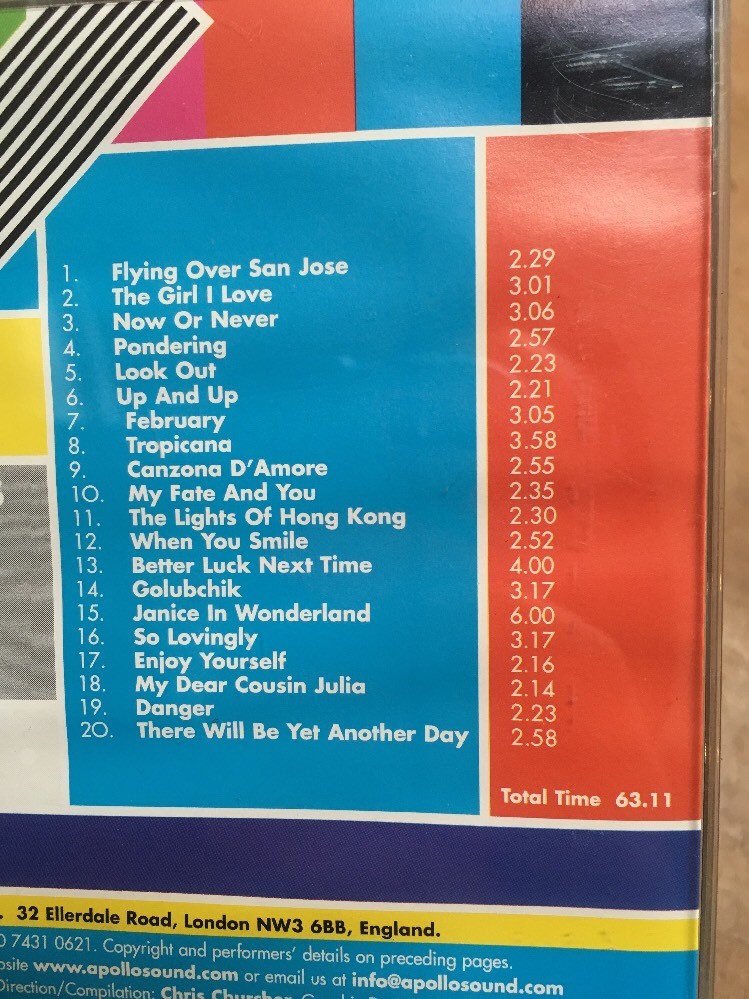 1. Flying Over San Jose 2.29
2. The Girl I Love 3.01
3. Now Or Never 3.06
4. Pondering 2.57
5. Look Out 2.23
6. Up And Up 2.21
7. February 3.05
8. Tropicana 3.58
9. Canzona D'Amore 2.55
10. My Fate And You 2.35
11. The Lights Of Hong Kong 2.30
12. When You Smile 2.52
13. Better Luck Next Time 4.00
14. Golubchik 3.17
15. Janice In Wonderland 6.00
16. So Lovingly 3.17
17. Enjoy Yourself 2.16
18. My Dear Cousin Julia 2.14
19. Danger 2.23
20. There Will Be Yet Another Day 2.58
Total Time 63.11
. 32 Ellerdale Road, London NW3 6BB, England.
7431 0621. Copyright and performers' details on preceding pages.
www.apollosound.com or email us at info@apollosound.com
Direction/Compilation: Chris